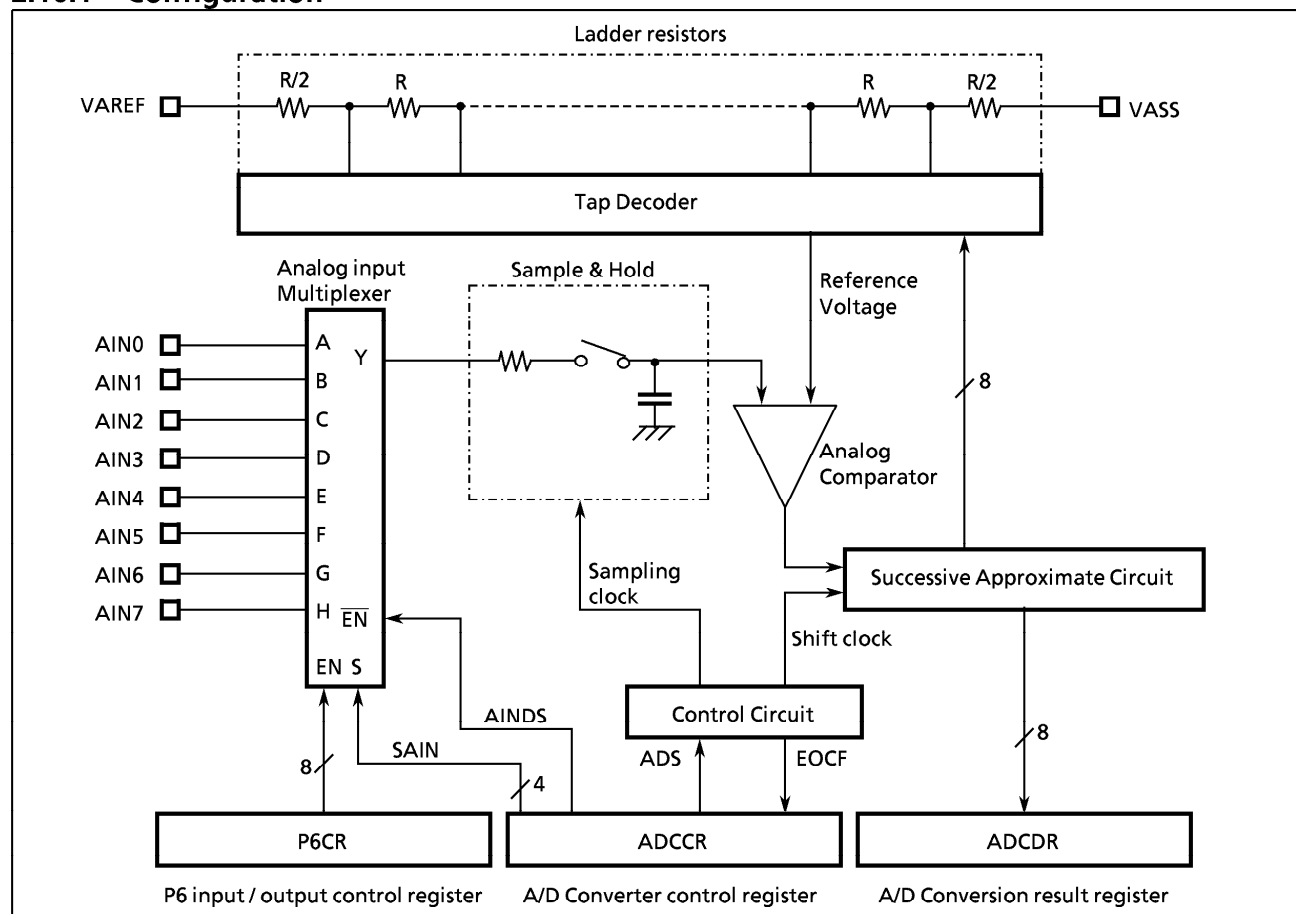 Ladder resistors
R/2 R R R/2
VAREF VASS
Tap Decoder
Analog input
Multiplexer
Sample & Hold
Reference
Voltage
AIN0 A Y
AIN1 B 8
AIN2 C
AIN3 D
Analog
Comparator
AIN4 E
AIN5 F
AIN6 G
AIN7 H EN
EN S
Sampling
clock
Successive Approximate Circuit
Shift clock
Control Circuit
AINDS
SAIN
ADS EOCF
8 4 8
P6CR ADCCR ADCDR
P6 input / output control register A/D Converter control register A/D Conversion result register